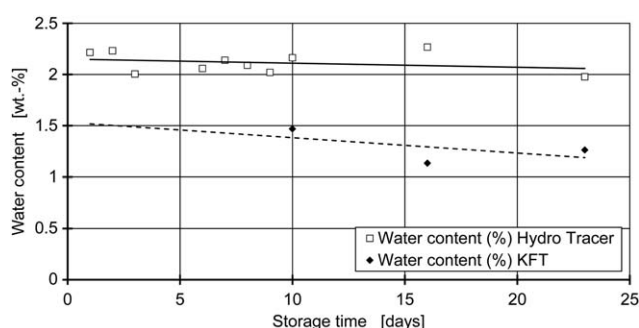 2.5
2
1.5
1
0.5
0
Water content [wt.-%]
Water content (%) Hydro Tracer
Water content (%) KFT
0 5 10 15 20 25
Storage time [days]